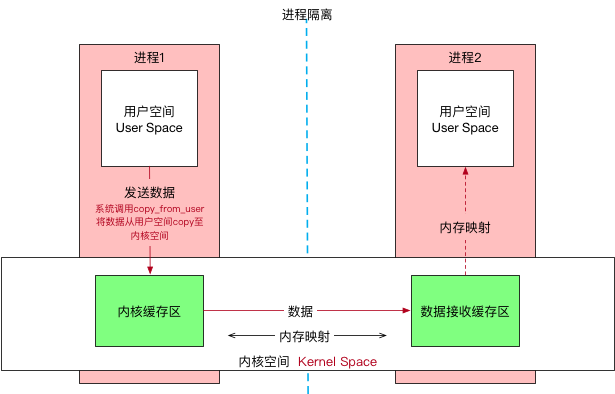 进程隔离
进程1
进程2
用户空间
User Space
用户空间
User Space
发送数据
系统调用copy_from_user
将数据从用户空间copy至
内核空间
内存映射
内核缓存区
数据
数据接收缓存区
内存映射
内核空间 Kernel Space